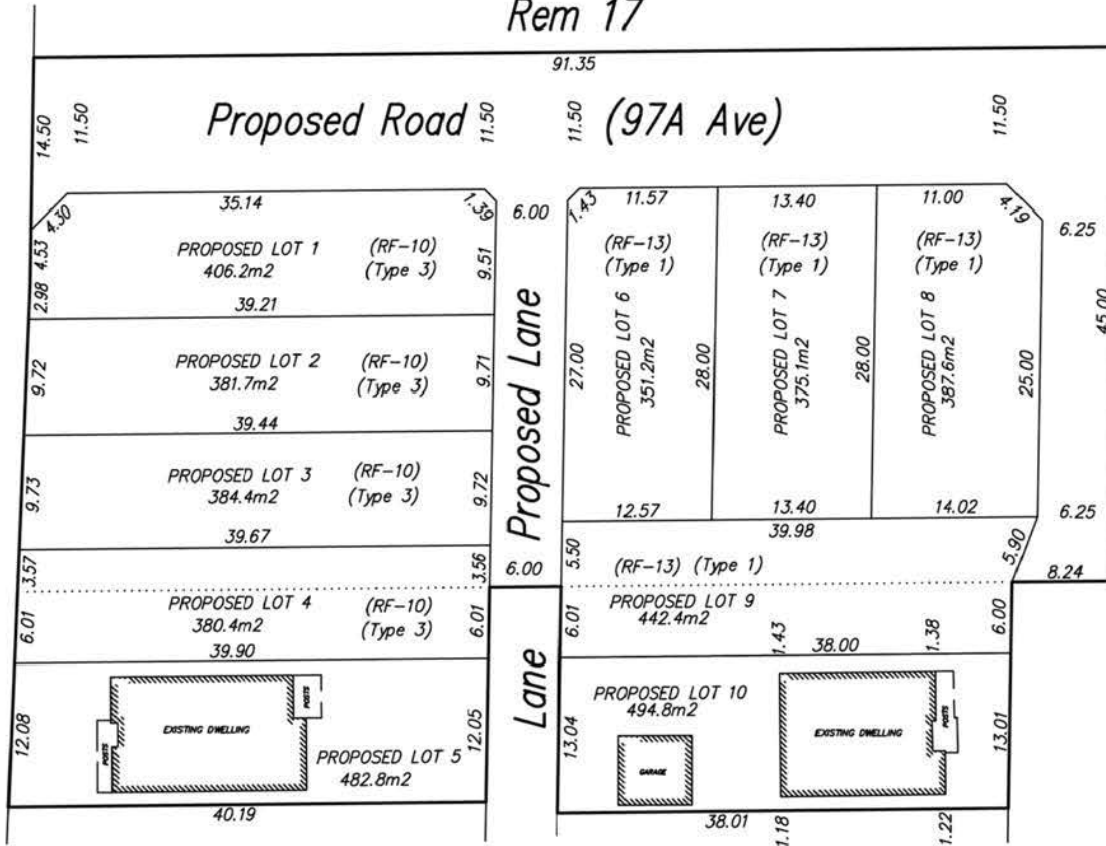 Rem 17
91.35
14.50
11.50
Proposed Road
11.50
11.50
(97A Ave)
11.50
4.30
35.14
1.39
6.00
1.43
11.57
13.40
11.00
4.19
6.25
4.53
2.98
PROPOSED LOT 1
406.2m2
(RF-10)
(Type 3)
9.51
39.21
(RF-13)
(Type 1)
(RF-13)
(Type 1)
(RF-13)
(Type 1)
45.00
9.72
PROPOSED LOT 2
381.7m2
(RF-10)
(Type 3)
9.71
39.44
Proposed Lane
27.00
PROPOSED LOT 6
351.2m2
28.00
PROPOSED LOT 7
375.1m2
28.00
PROPOSED LOT 8
387.6m2
25.00
9.73
PROPOSED LOT 3
384.4m2
(RF-10)
(Type 3)
9.72
39.67
12.57
13.40
14.02
6.25
39.98
3.57
3.56
6.00
5.50
(RF-13) (Type 1)
5.90
8.24
6.01
PROPOSED LOT 4
380.4m2
(RF-10)
(Type 3)
6.01
39.90
6.01
PROPOSED LOT 9
442.4m2
1.43
38.00
1.38
6.00
Lane
12.08
POSTS
EXISTING DWELLING
POSTS
12.05
PROPOSED LOT 5
482.8m2
40.19
13.04
PROPOSED LOT 10
494.8m2
GARAGE
EXISTING DWELLING
POSTS
13.01
38.01
1.18
1.22